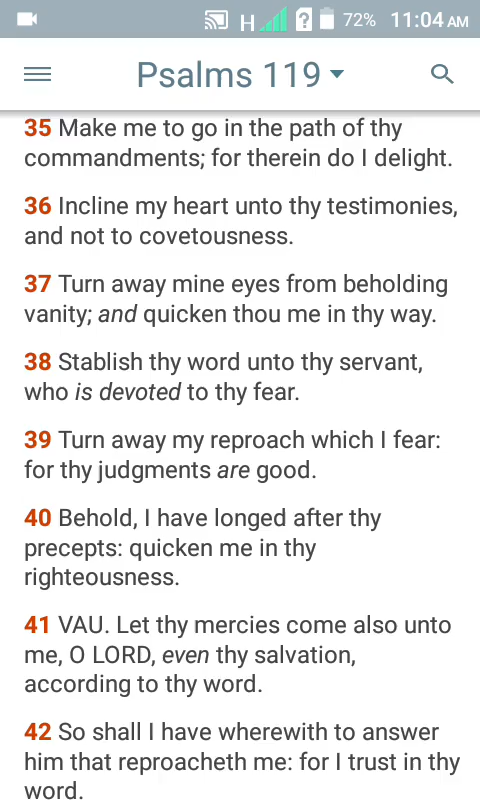 H ? 72% 11:04 AM
Psalms 119
35 Make me to go in the path of thy
commandments; for therein do I delight.
36 Incline my heart unto thy testimonies,
and not to covetousness.
37 Turn away mine eyes from beholding
vanity; and quicken thou me in thy way.
38 Stablish thy word unto thy servant,
who is devoted to thy fear.
39 Turn away my reproach which I fear:
for thy judgments are good.
40 Behold, I have longed after thy
precepts: quicken me in thy
righteousness.
41 VAU. Let thy mercies come also unto
me, O LORD, even thy salvation,
according to thy word.
42 So shall I have wherewith to answer
him that reproacheth me: for I trust in thy
word.